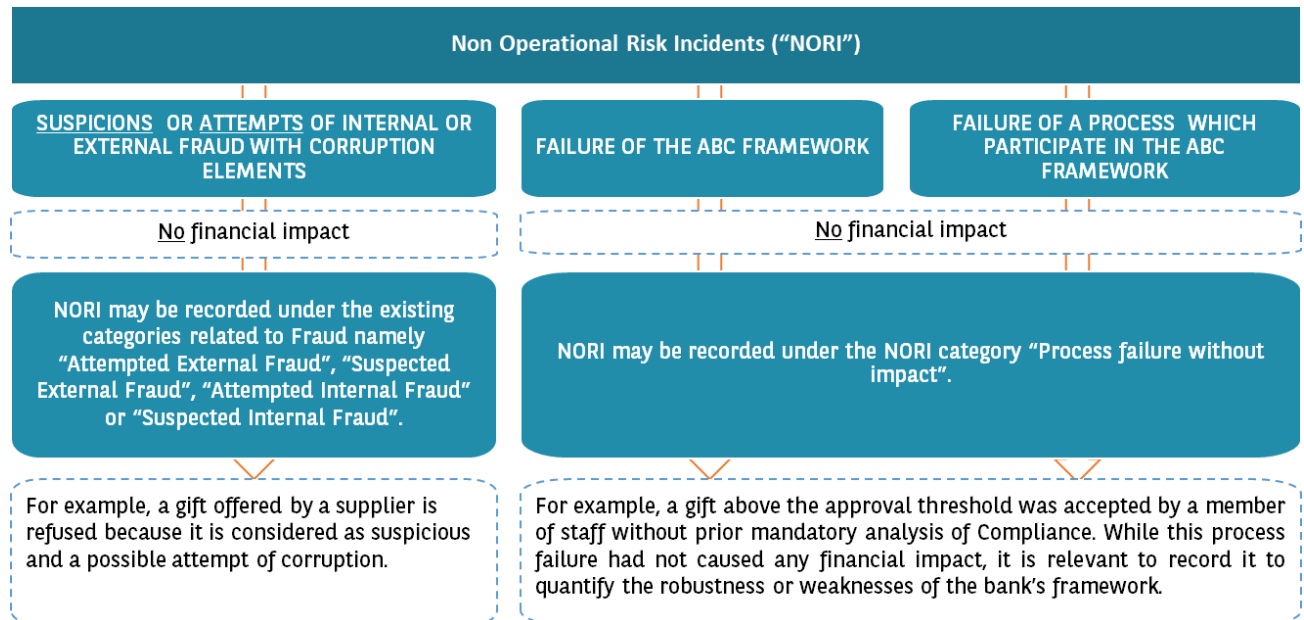 Non Operational Risk Incidents (“NORI”)
SUSPICIONS OR ATTEMPTS OF INTERNAL OR
EXTERNAL FRAUD WITH CORRUPTION
ELEMENTS
FAILURE OF THE ABC FRAMEWORK
FAILURE OF A PROCESS WHICH
PARTICIPATE IN THE ABC
FRAMEWORK
No financial impact
No financial impact
NORI may be recorded under the existing
categories related to Fraud namely
“Attempted External Fraud”, “Suspected
External Fraud”, “Attempted Internal Fraud”
or “Suspected Internal Fraud”.
NORI may be recorded under the NORI category “Process failure without
impact”.
For example, a gift offered by a supplier is
refused because it is considered as suspicious
and a possible attempt of corruption.
For example, a gift above the approval threshold was accepted by a member
of staff without prior mandatory analysis of Compliance. While this process
failure had not caused any financial impact, it is relevant to record it to
quantify the robustness or weaknesses of the bank’s framework.